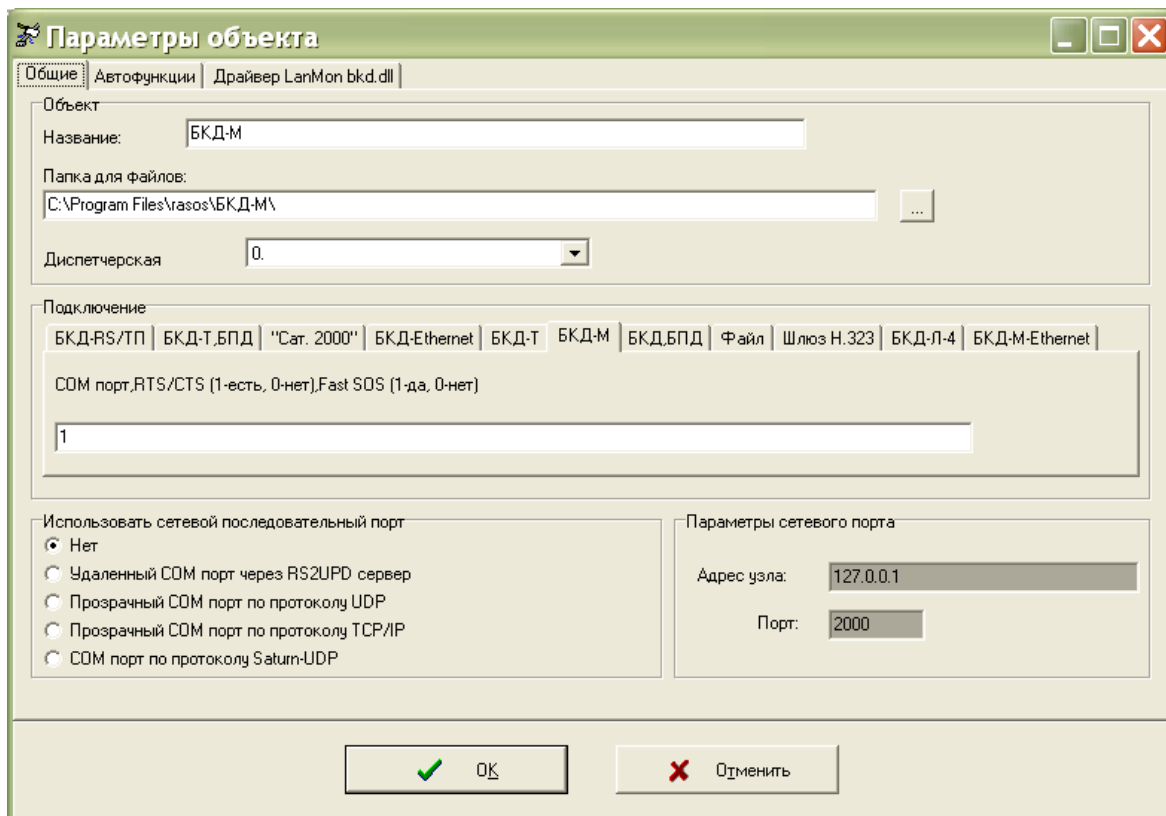 Параметры объекта
Общие Автофункции Драйвер LanMon bkd.dll
Объект
Название: БКД-М
Папка для файлов:
C:\Program Files\rasos\БКД-М\
...
Диспетчерская 0.
Подключение
БКД-RS/ТП БКД-Т,БПД "Сат. 2000" БКД-Ethernet БКД-Т БКД-М БКД,БПД Файл Шлюз H.323 БКД-Л-4 БКД-М-Ethernet
COM порт,RTS/CTS (1-есть, 0-нет),Fast SOS (1-да, 0-нет)
1
Использовать сетевой последовательный порт
Нет
Удаленный COM порт через RS2UPD сервер
Прозрачный COM порт по протоколу UDP
Прозрачный COM порт по протоколу TCP/IP
COM порт по протоколу Saturn-UDP
Параметры сетевого порта
Адрес узла: 127.0.0.1
Порт: 2000
OK Отменить